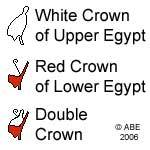 White Crown
of Upper Egypt
Red Crown
of Lower Egypt
Double
Crown
© ABE
2006